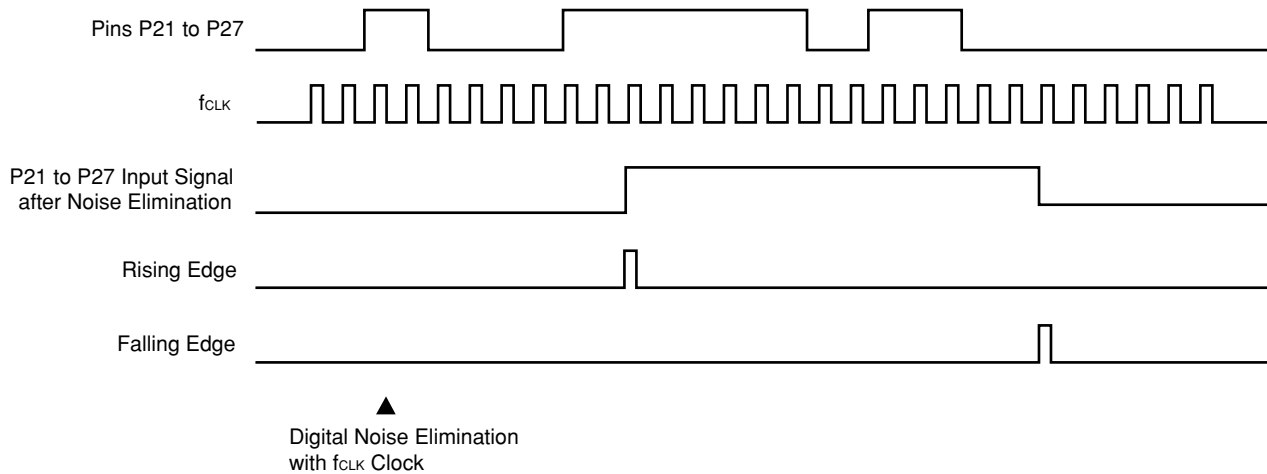 Pins P21 to P27
fCLK
P21 to P27 Input Signal
after Noise Elimination
Rising Edge
Falling Edge
Digital Noise Elimination
with fCLK Clock